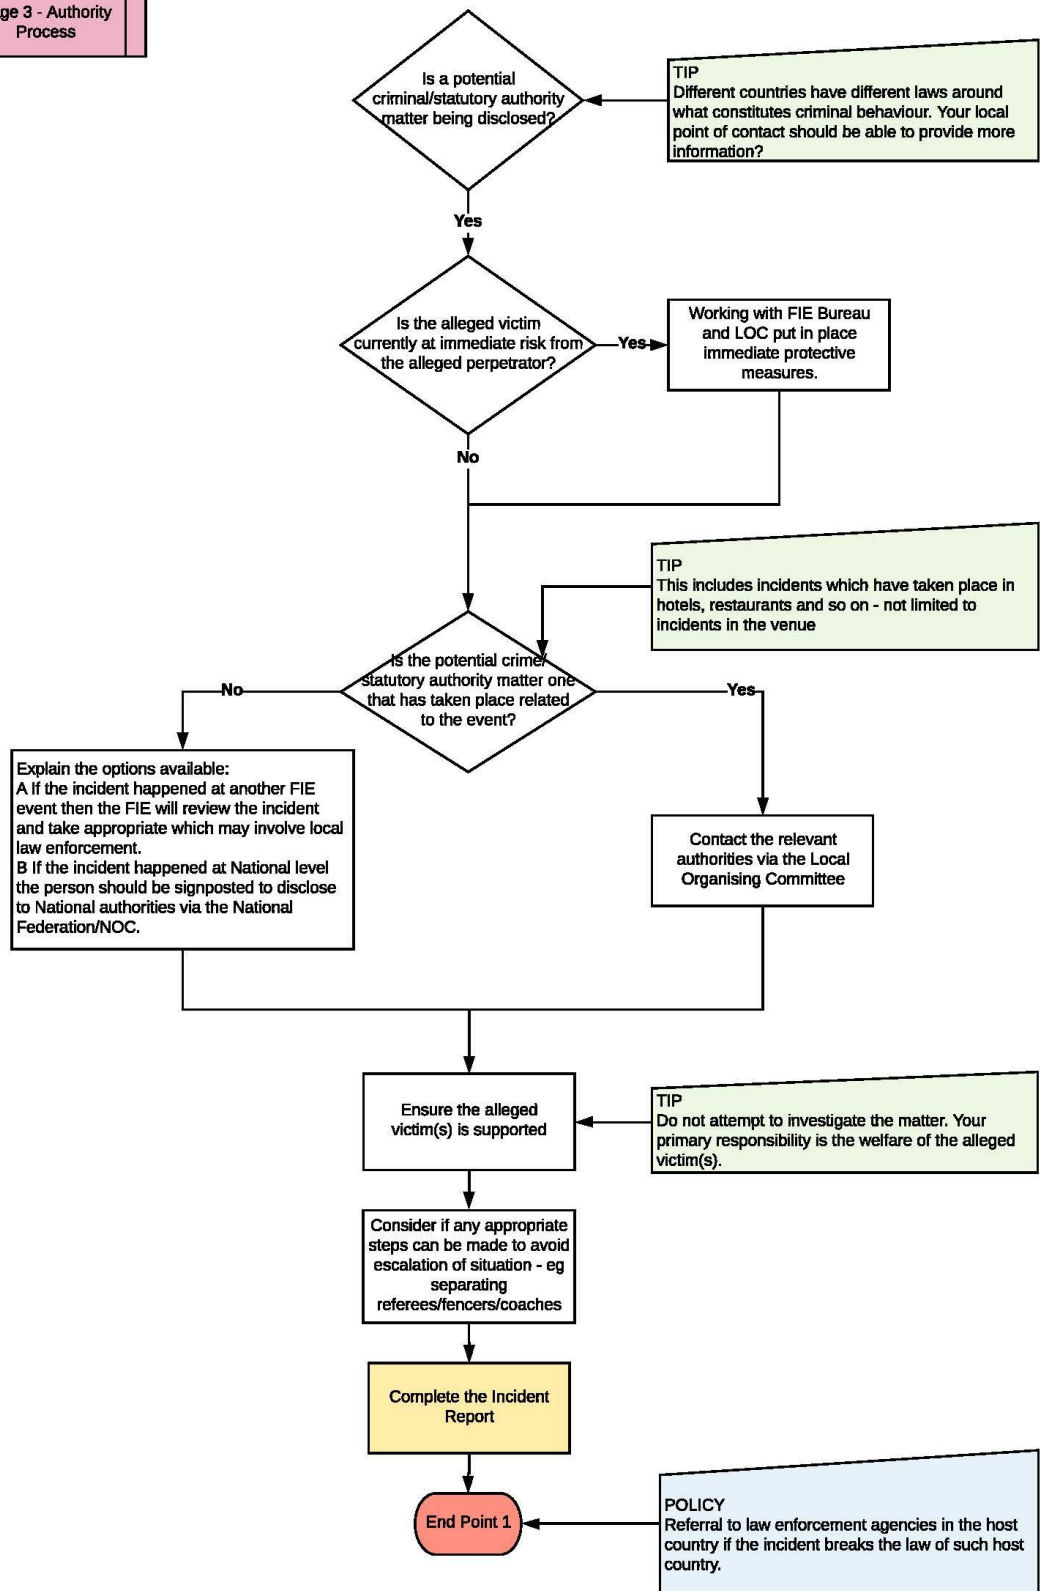 ge 3 - Authority
Process
Is a potential
criminal/statutory authority
matter being disclosed?
TIP
Different countries have different laws around
what constitutes criminal behaviour. Your local
point of contact should be able to provide more
information?
Yes
Is the alleged victim
currently at immediate risk from
the alleged perpetrator?
Yes
Working with FIE Bureau
and LOC put in place
immediate protective
measures.
No
TIP
This includes incidents which have taken place in
hotels, restaurants and so on - not limited to
incidents in the venue
Is the potential crime/
statutory authority matter one
that has taken place related
to the event?
No
Yes
Explain the options available:
A If the incident happened at another FIE
event then the FIE will review the incident
and take appropriate which may involve local
law enforcement.
B If the incident happened at National level
the person should be signposted to disclose
to National authorities via the National
Federation/NOC.
Contact the relevant
authorities via the Local
Organising Committee
Ensure the alleged
victim(s) is supported
TIP
Do not attempt to investigate the matter. Your
primary responsibility is the welfare of the alleged
victim(s).
Consider if any appropriate
steps can be made to avoid
escalation of situation - eg
separating
referees/fencers/coaches
Complete the Incident
Report
End Point 1
POLICY
Referral to law enforcement agencies in the host
country if the incident breaks the law of such host
country.